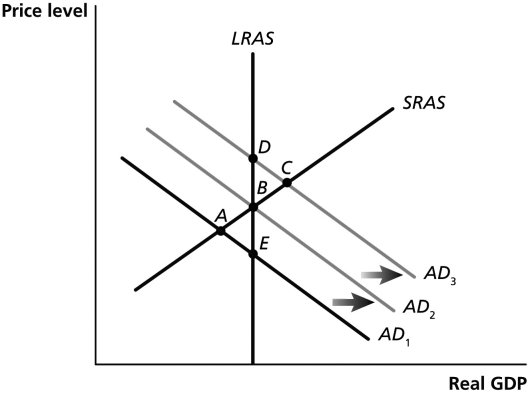 Price level
LRAS
SRAS
D
C
B
A
E
AD3
AD2
AD1
Real GDP